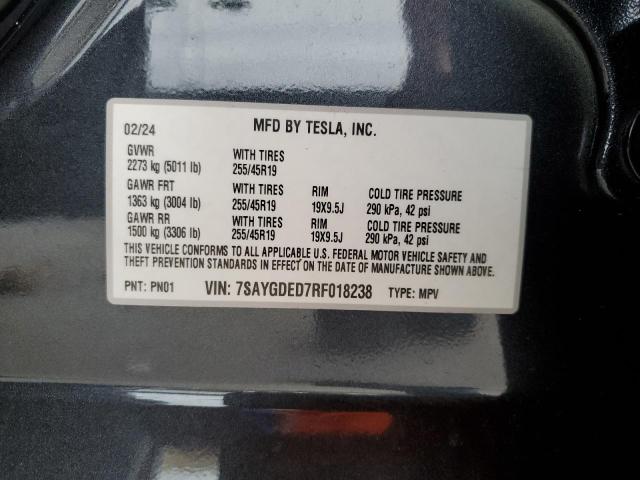 02/24 MFD BY TESLA, INC.
GVWR WITH TIRES
2273 kg (5011 lb) 255/45R19
GAWR FRT WITH TIRES RIM COLD TIRE PRESSURE
1363 kg (3004 lb) 255/45R19 19X9.5J 290 kPa, 42 psi
GAWR RR WITH TIRES RIM COLD TIRE PRESSURE
1500 kg (3306 lb) 255/45R19 19X9.5J 290 kPa, 42 psi
THIS VEHICLE CONFORMS TO ALL APPLICABLE U.S. FEDERAL MOTOR VEHICLE SAFETY AND
THEFT PREVENTION STANDARDS IN EFFECT ON THE DATE OF MANUFACTURE SHOWN ABOVE.
PNT: PN01 VIN: 7SAYGDED7RF018238 TYPE: MPV